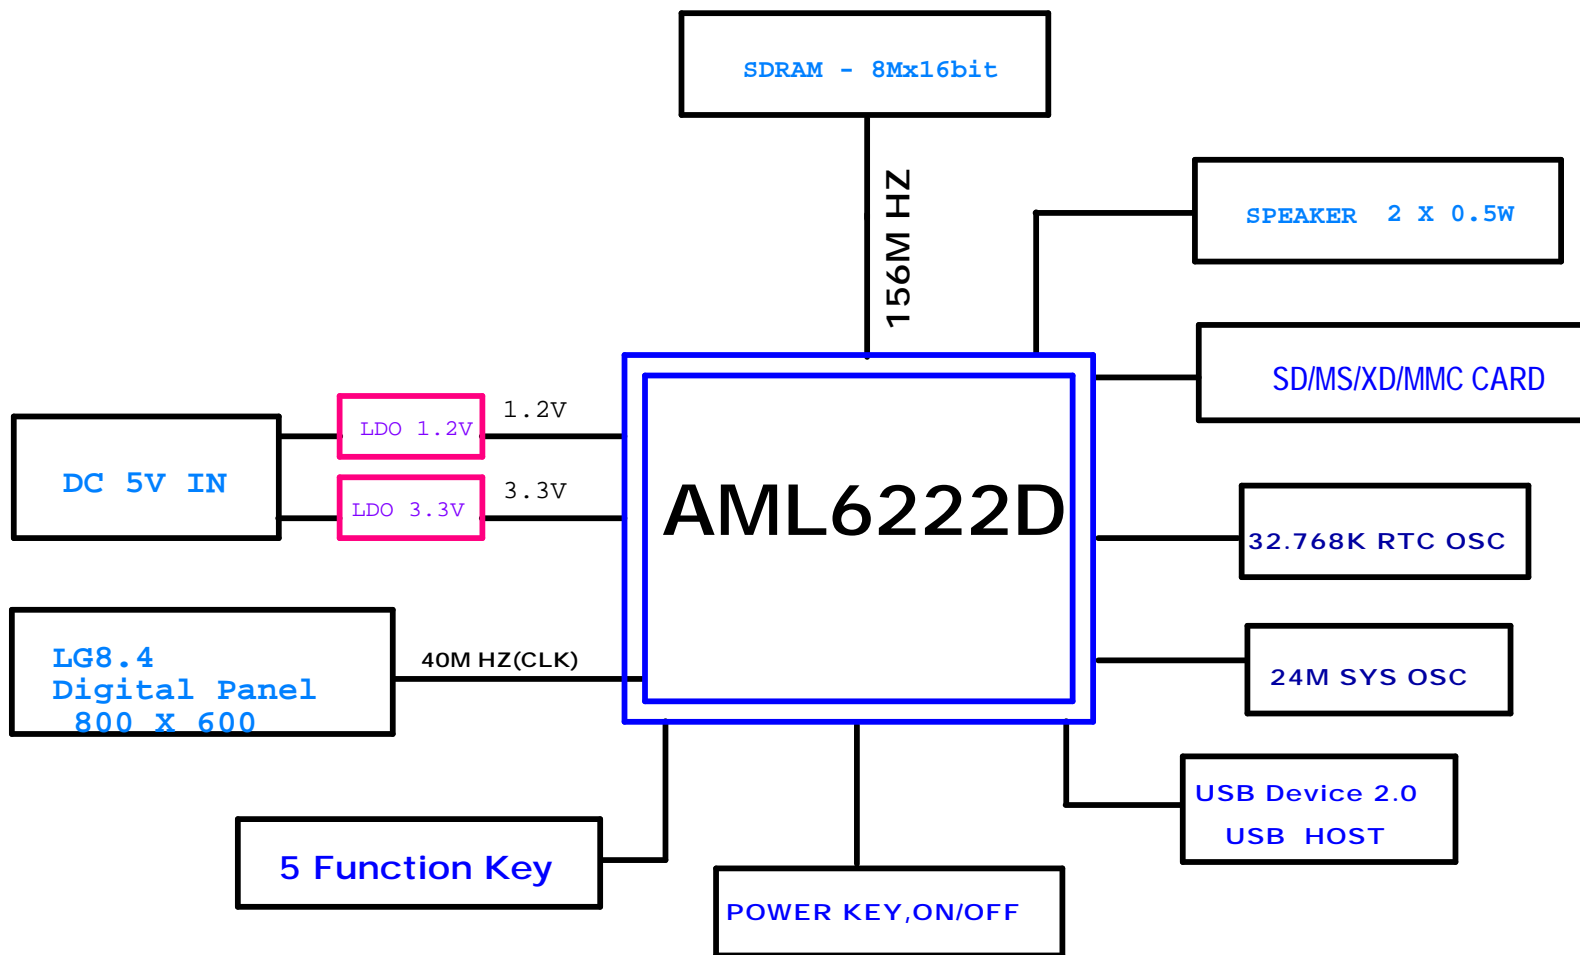 SDRAM - 8Mx16bit
156M HZ
SPEAKER 2 X 0.5W
SD/MS/XD/MMC CARD
DC 5V IN
LDO 1.2V
1.2V
LDO 3.3V
3.3V
AML6222D
32.768K RTC OSC
LG8.4
Digital Panel
800 X 600
40M HZ(CLK)
24M SYS OSC
USB Device 2.0
USB HOST
5 Function Key
POWER KEY,ON/OFF